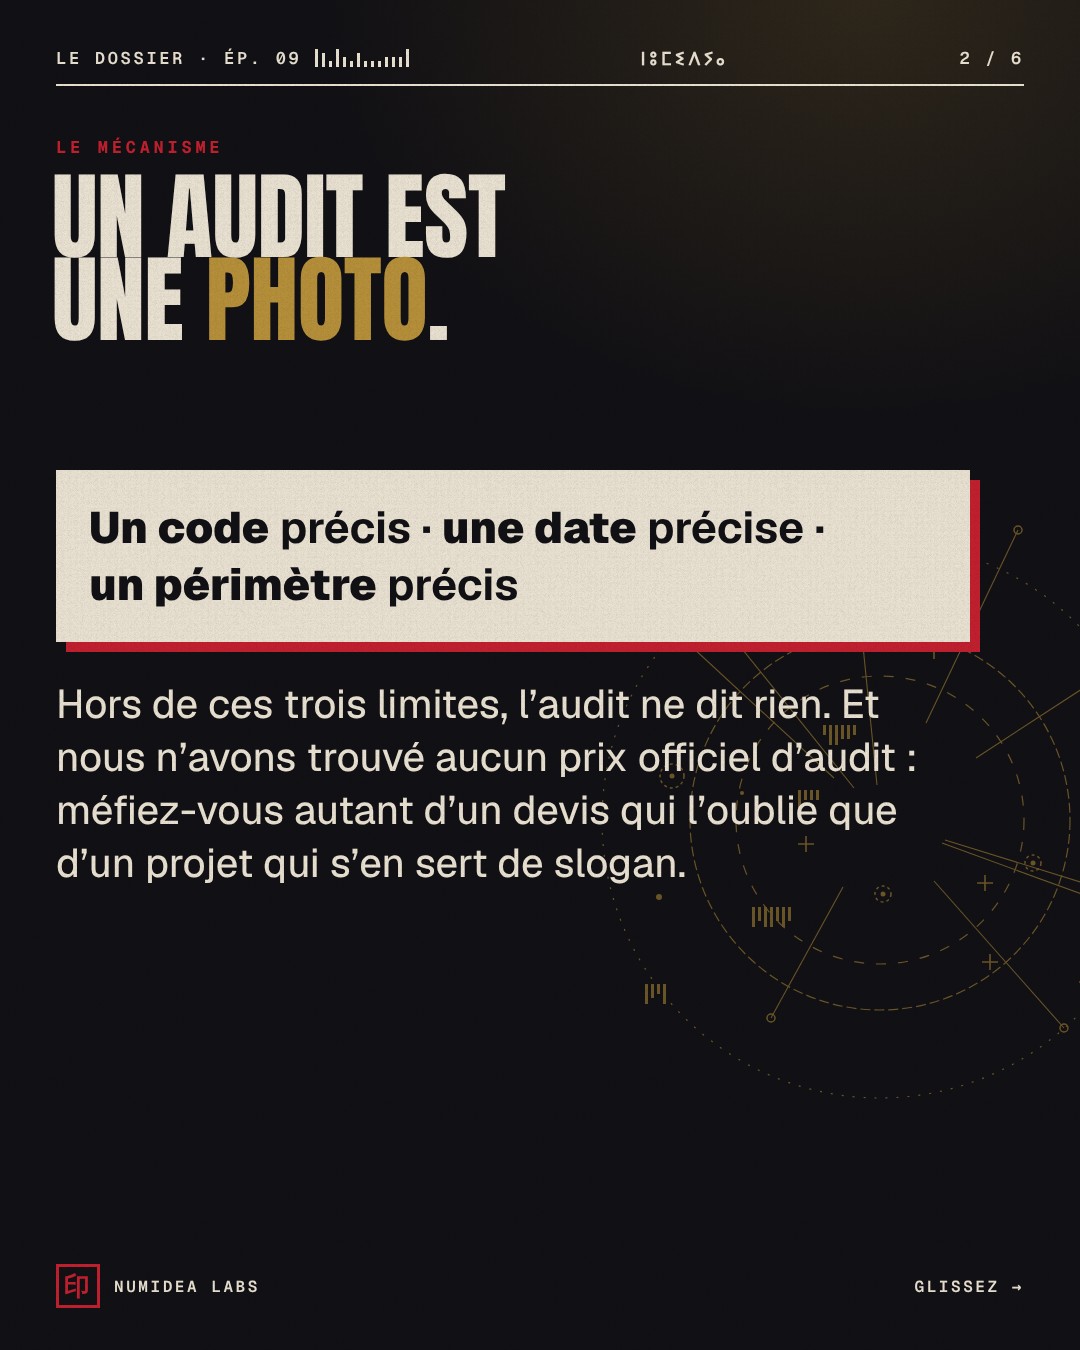 LE DOSSIER · ÉP. 09
ⵏⵓⵎⵉⴷⵢⴰ
2 / 6
LE MÉCANISME
UN AUDIT EST
UNE PHOTO.
Un code précis · une date précise ·
un périmètre précis
Hors de ces trois limites, l’audit ne dit rien. Et
nous n’avons trouvé aucun prix officiel d’audit :
méfiez-vous autant d’un devis qui l’oublie que
d’un projet qui s’en sert de slogan.
印 NUMIDEA LABS
GLISSEZ →